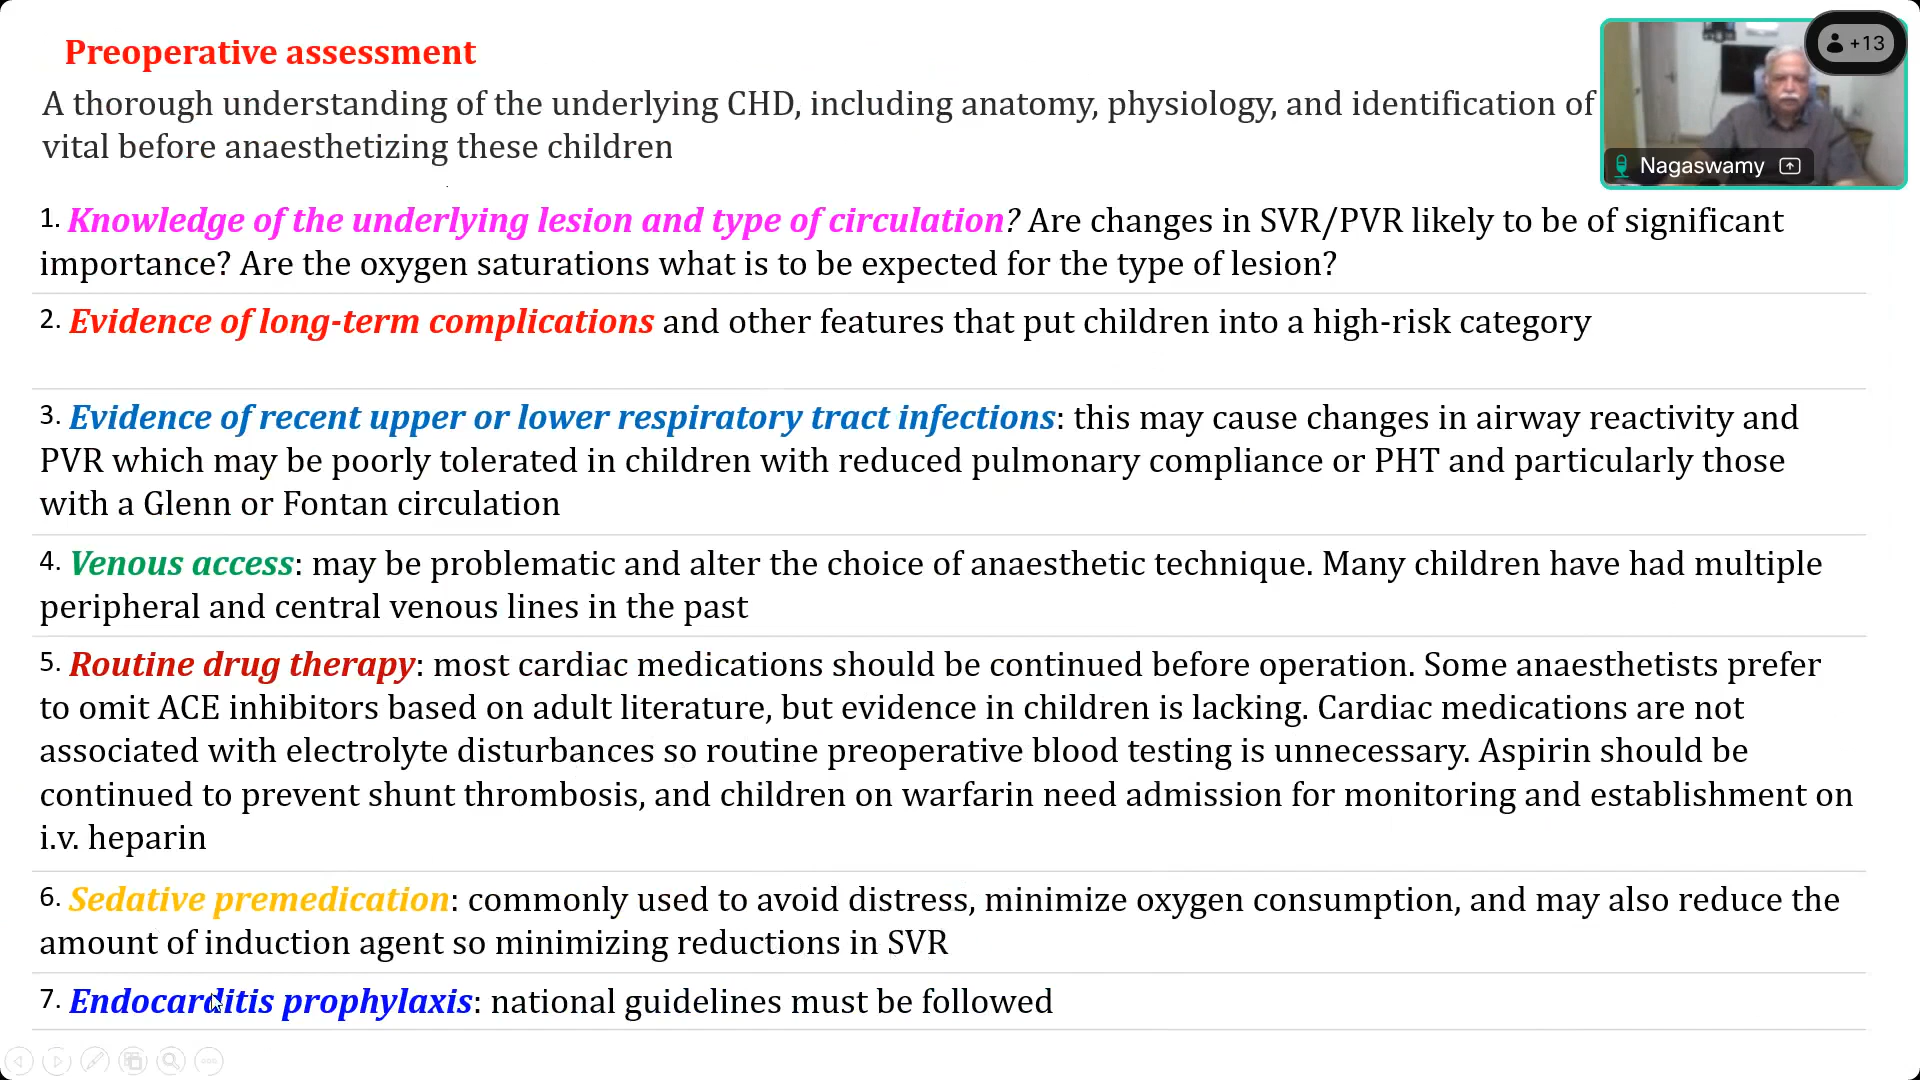 Preoperative assessment
A thorough understanding of the underlying CHD, including anatomy, physiology, and identification of
vital before anaesthetizing these children
+13
Nagaswamy
1. Knowledge of the underlying lesion and type of circulation? Are changes in SVR/PVR likely to be of significant
importance? Are the oxygen saturations what is to be expected for the type of lesion?
2. Evidence of long-term complications and other features that put children into a high-risk category
3. Evidence of recent upper or lower respiratory tract infections: this may cause changes in airway reactivity and
PVR which may be poorly tolerated in children with reduced pulmonary compliance or PHT and particularly those
with a Glenn or Fontan circulation
4. Venous access: may be problematic and alter the choice of anaesthetic technique. Many children have had multiple
peripheral and central venous lines in the past
5. Routine drug therapy: most cardiac medications should be continued before operation. Some anaesthetists prefer
to omit ACE inhibitors based on adult literature, but evidence in children is lacking. Cardiac medications are not
associated with electrolyte disturbances so routine preoperative blood testing is unnecessary. Aspirin should be
continued to prevent shunt thrombosis, and children on warfarin need admission for monitoring and establishment on
i.v. heparin
6. Sedative premedication: commonly used to avoid distress, minimize oxygen consumption, and may also reduce the
amount of induction agent so minimizing reductions in SVR
7. Endocarditis prophylaxis: national guidelines must be followed